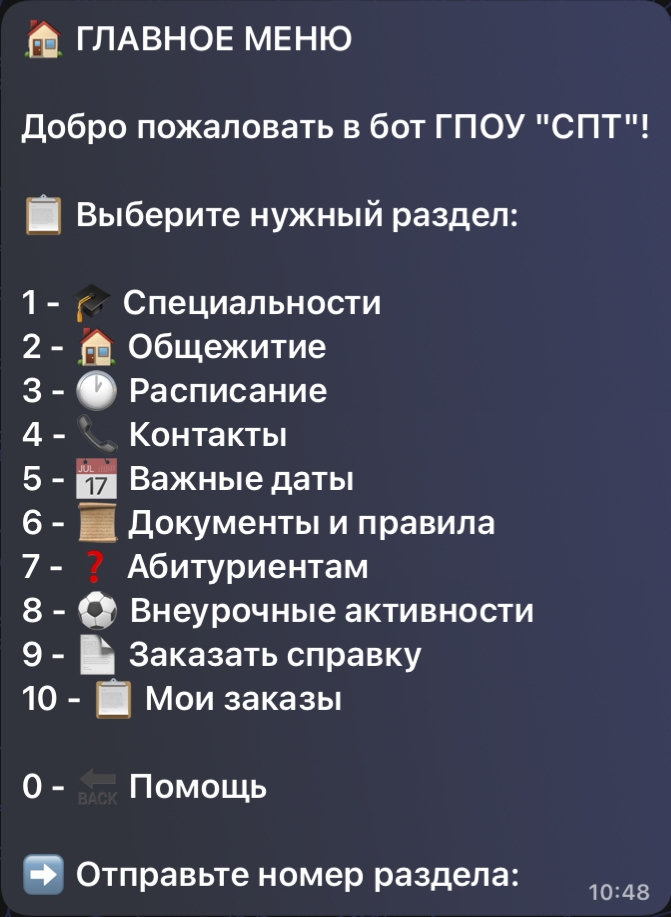 🏠 ГЛАВНОЕ МЕНЮ
Добро пожаловать в бот ГПОУ "СПТ"!
📋 Выберите нужный раздел:
1 - 🎓 Специальности
2 - 🏠 Общежитие
3 - 🕐 Расписание
4 - 📞 Контакты
5 - 📅 Важные даты
6 - 📜 Документы и правила
7 - ❓ Абитуриентам
8 - ⚽ Внеурочные активности
9 - 📄 Заказать справку
10 - 📋 Мои заказы
0 - 🔙 Помощь
➡️ Отправьте номер раздела:
10:48